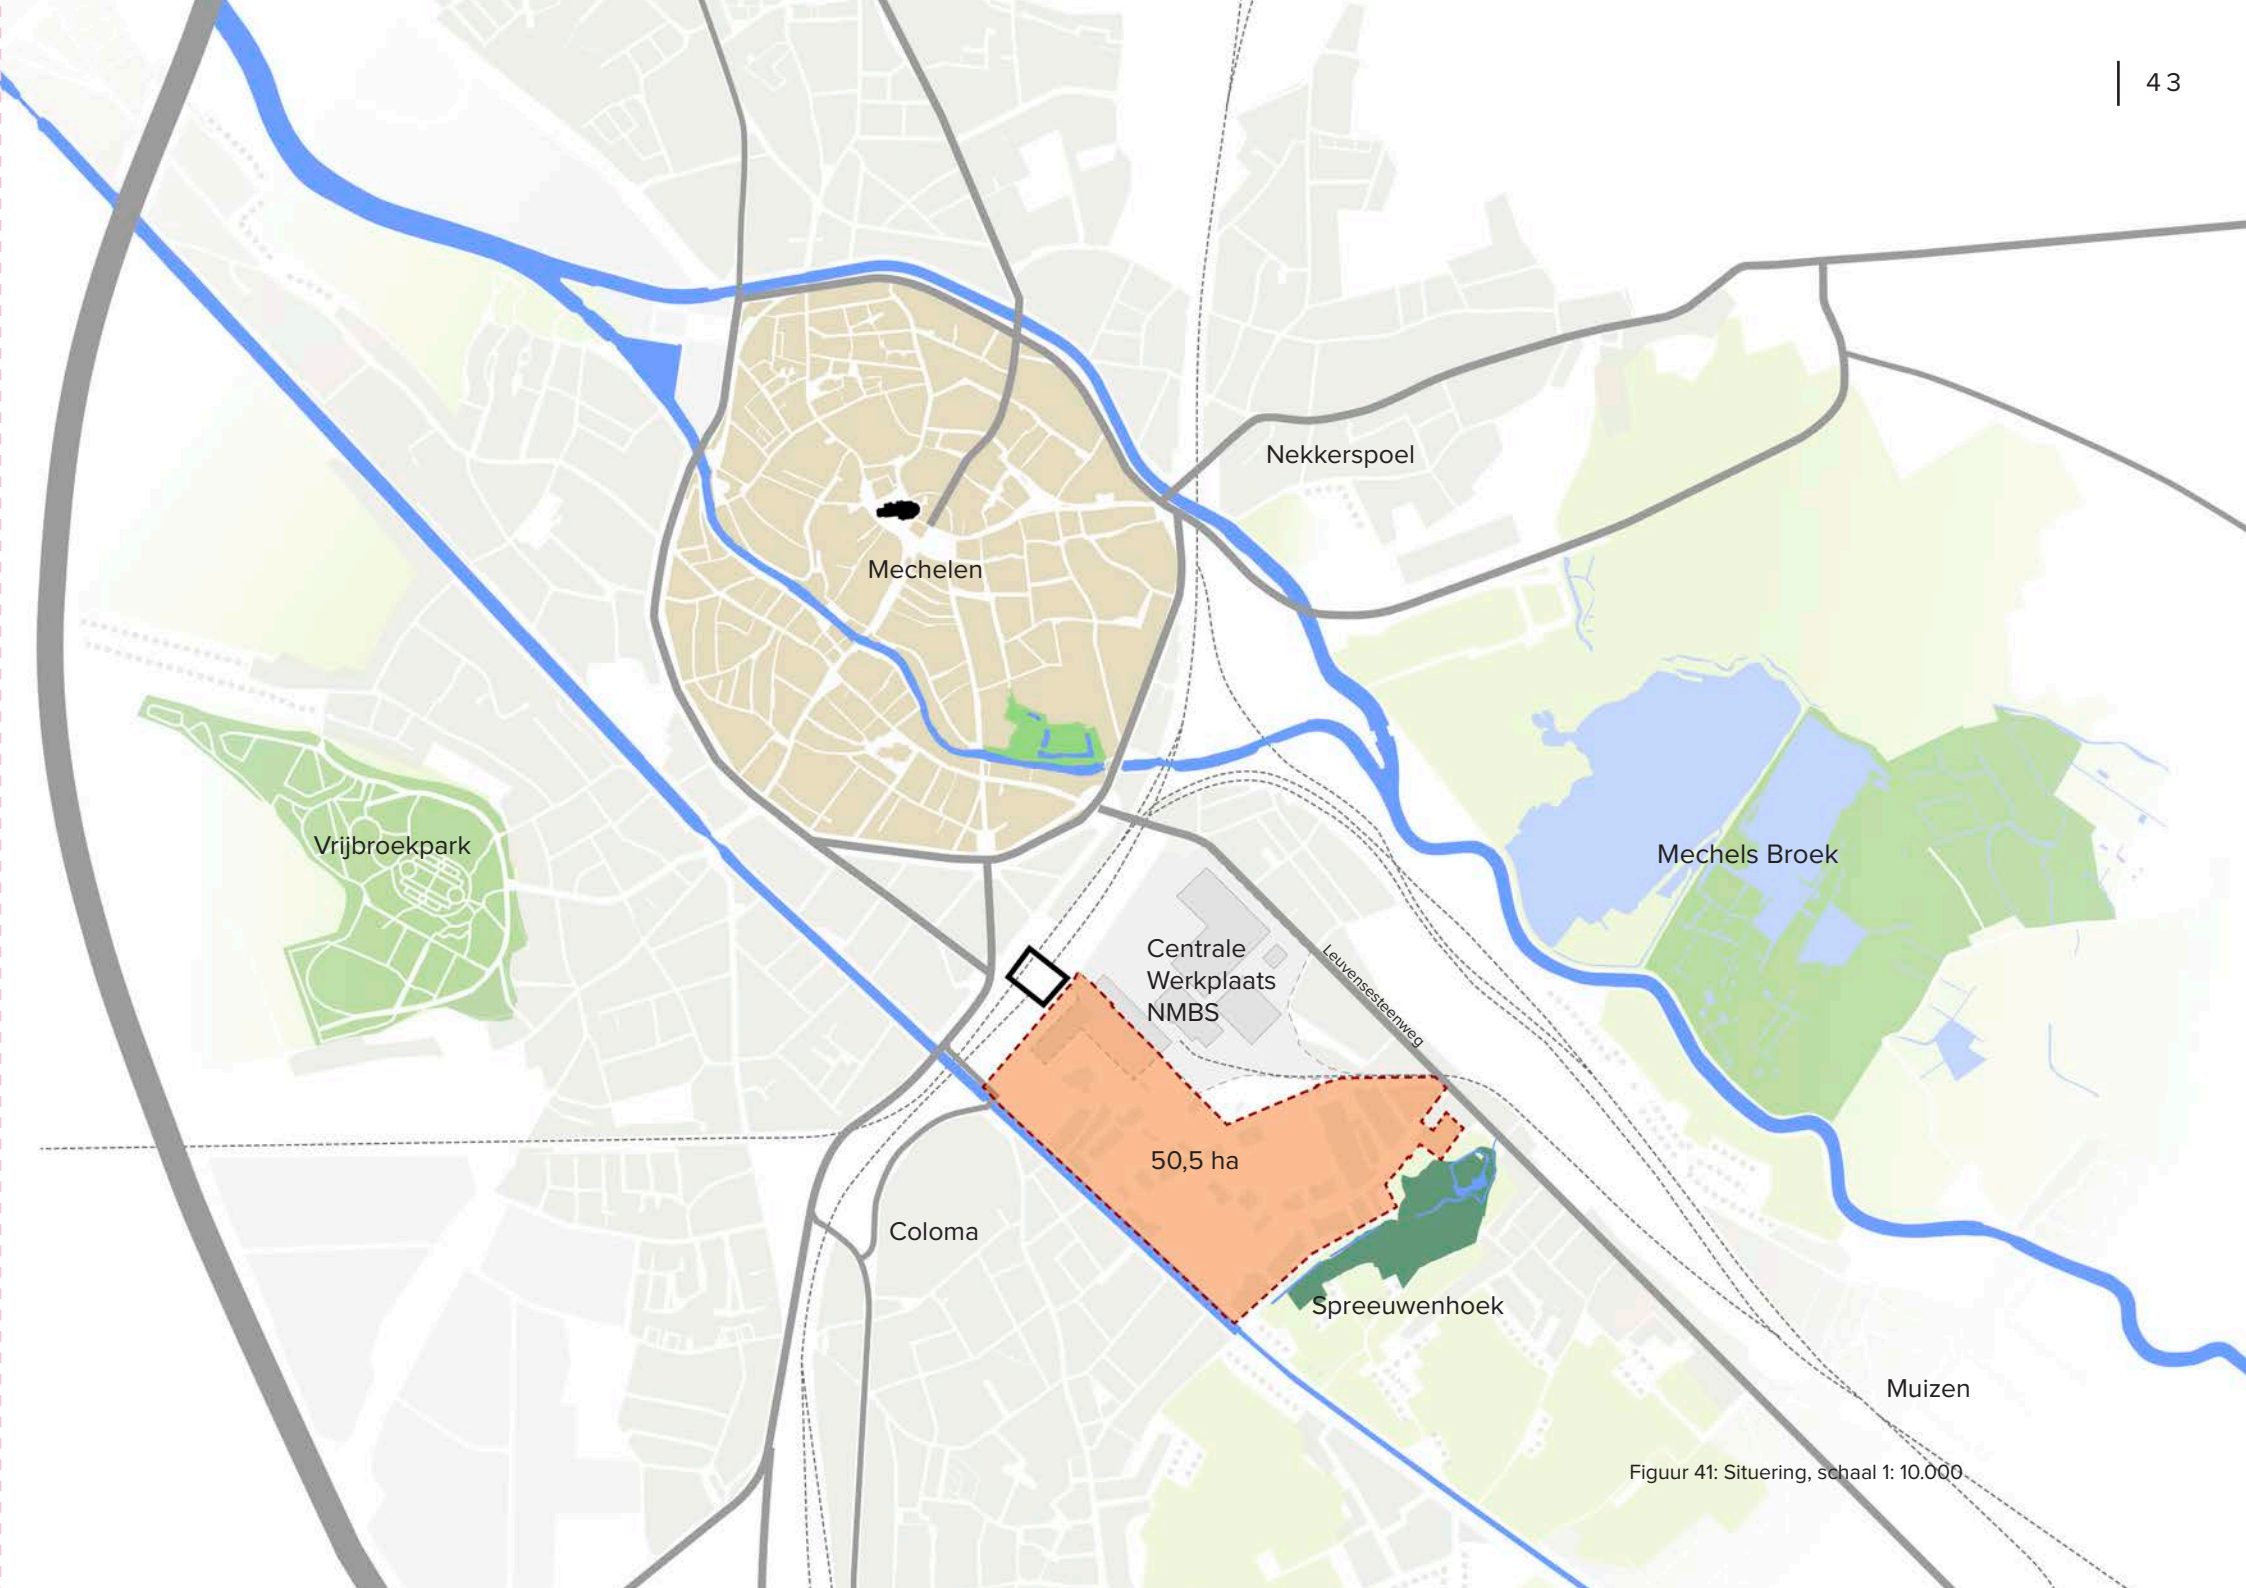 43
Nekkerspoel
Mechelen
Vrijbroekpark
Mechels Broek
Centrale
Werkplaats
NMBS
Leuvensesteenweg
50,5 ha
Coloma
Spreeuwenhoek
Muizen
Figuur 41: Situering, schaal 1: 10.000